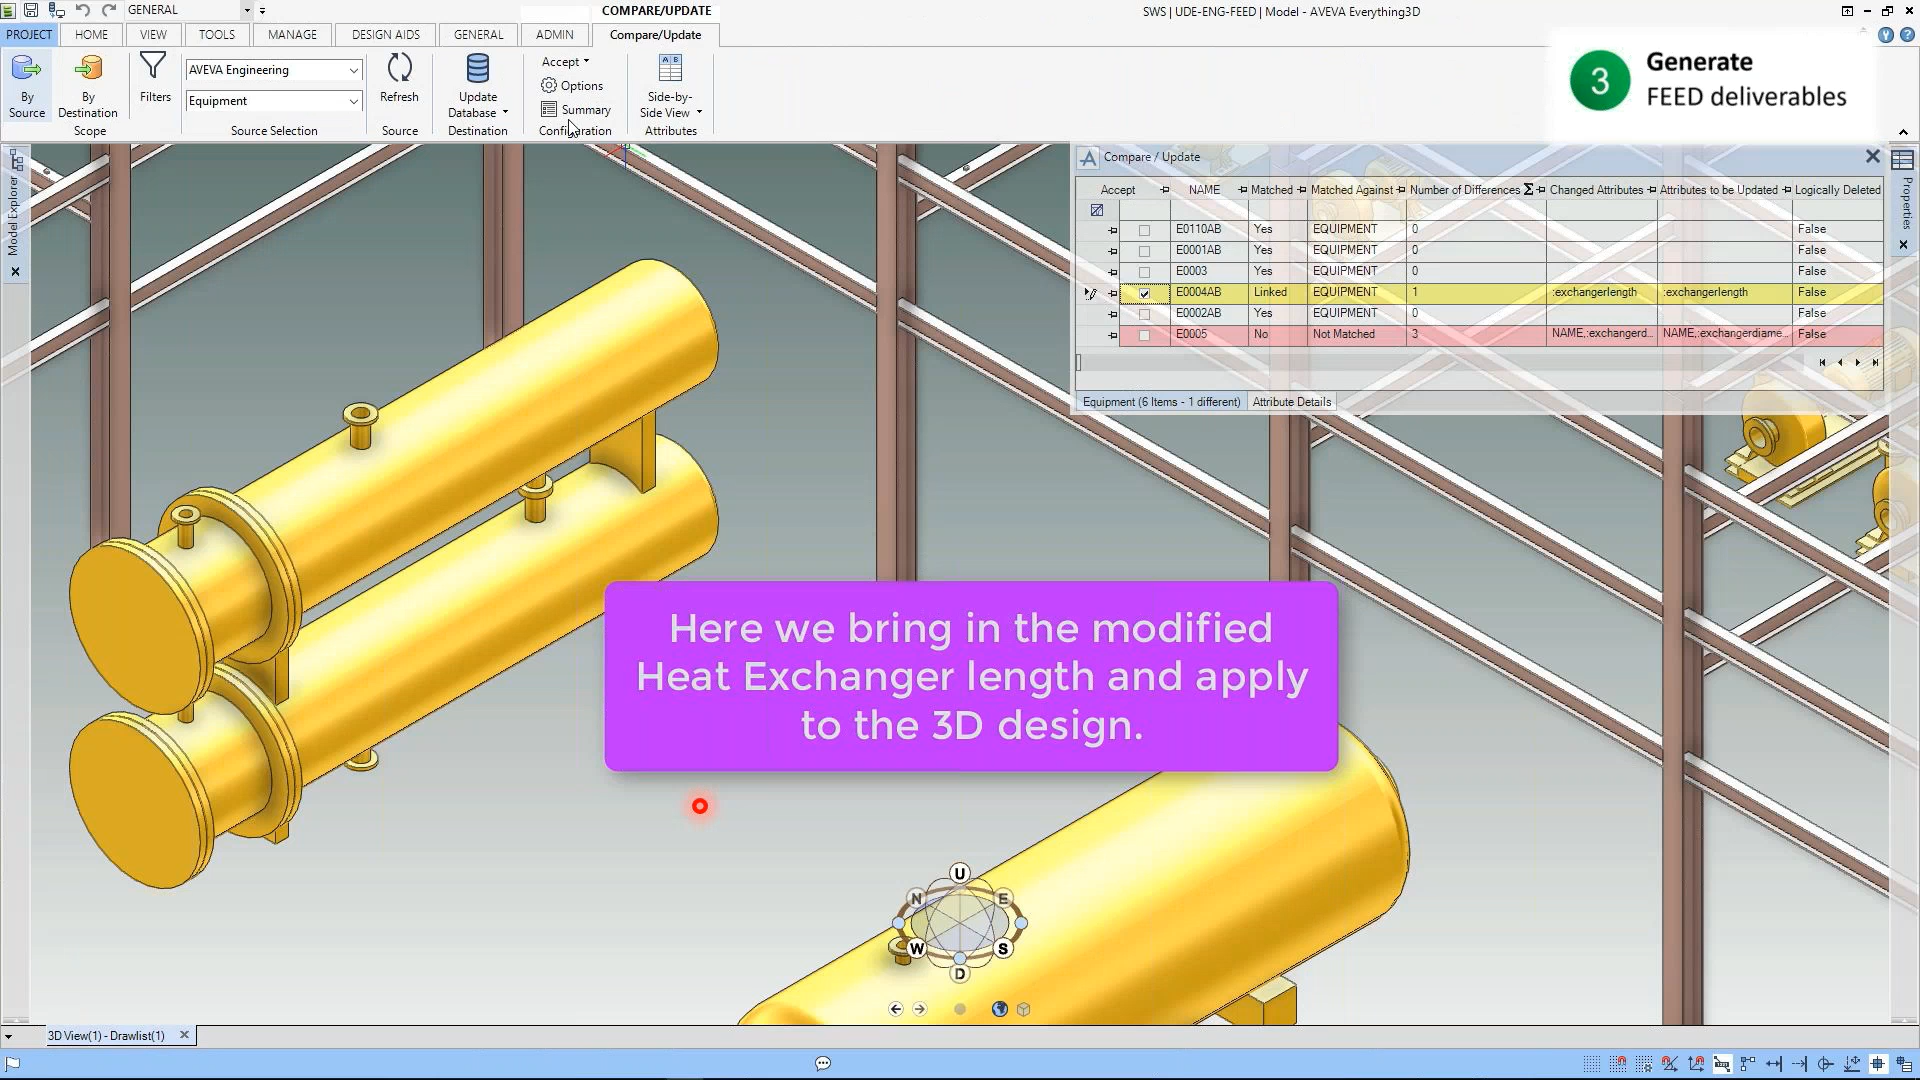 GENERAL
COMPARE/UPDATE
SWS | UDE-ENG-FEED | Model - AVEVA Everything3D
PROJECT HOME VIEW TOOLS MANAGE DESIGN AIDS GENERAL ADMIN Compare/Update
By Source
By Destination
Scope
Filters
AVEVA Engineering
Equipment
Source Selection
Refresh
Source
Update Database
Destination
Accept
Options
Summary
Configuration
Side-by-Side View
Attributes
3 Generate
FEED deliverables
Model Explorer
Properties
Compare / Update
Accept NAME Matched Matched Against Number of Differences Σ Changed Attributes Attributes to be Updated Logically Deleted
E0110AB Yes EQUIPMENT 0 False
E0001AB Yes EQUIPMENT 0 False
E0003 Yes EQUIPMENT 0 False
E0004AB Linked EQUIPMENT 1 :exchangerlength :exchangerlength False
E0002AB Yes EQUIPMENT 0 False
E0005 No Not Matched 3 NAME,:exchangerd... NAME,:exchangerdiame... False
Equipment (6 Items - 1 different) Attribute Details
Here we bring in the modified
Heat Exchanger length and apply
to the 3D design.
U
N E
W S
D
3D View(1) - Drawlist(1)